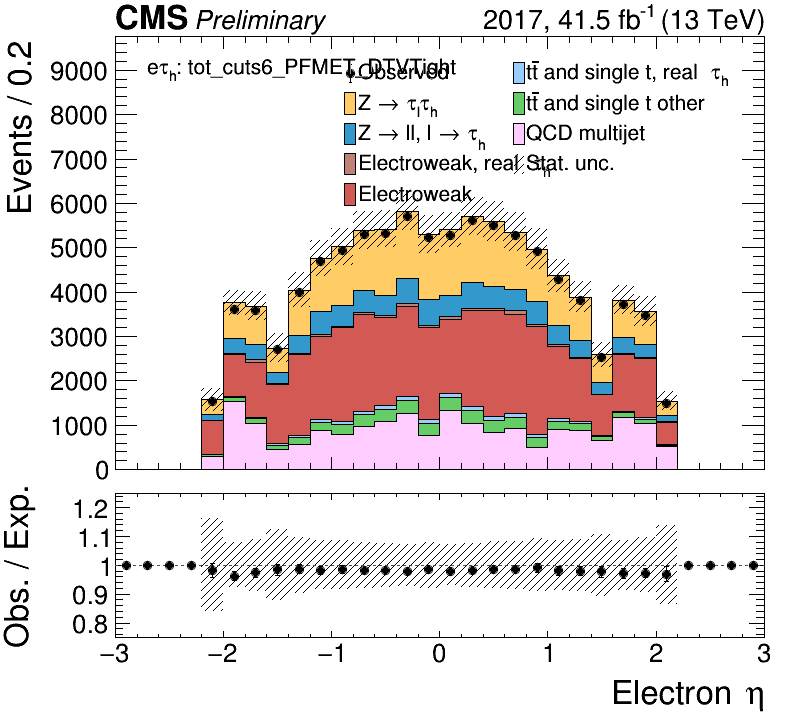 CMS Preliminary 2017, 41.5 fb⁻¹ (13 TeV)
Events / 0.2
9000
8000
7000
6000
5000
4000
3000
2000
1000
0
eτₕ: tot_cuts6_PFMET_DTVTight
Observed
Z → τₗτₕ
Z → ll, l → τₕ
Electroweak, real τₕ
Electroweak
tt̄ and single t, real τₕ
tt̄ and single t other
QCD multijet
Stat. unc.
Obs. / Exp.
1.2
1.1
1
0.9
0.8
−3 −2 −1 0 1 2 3
Electron η